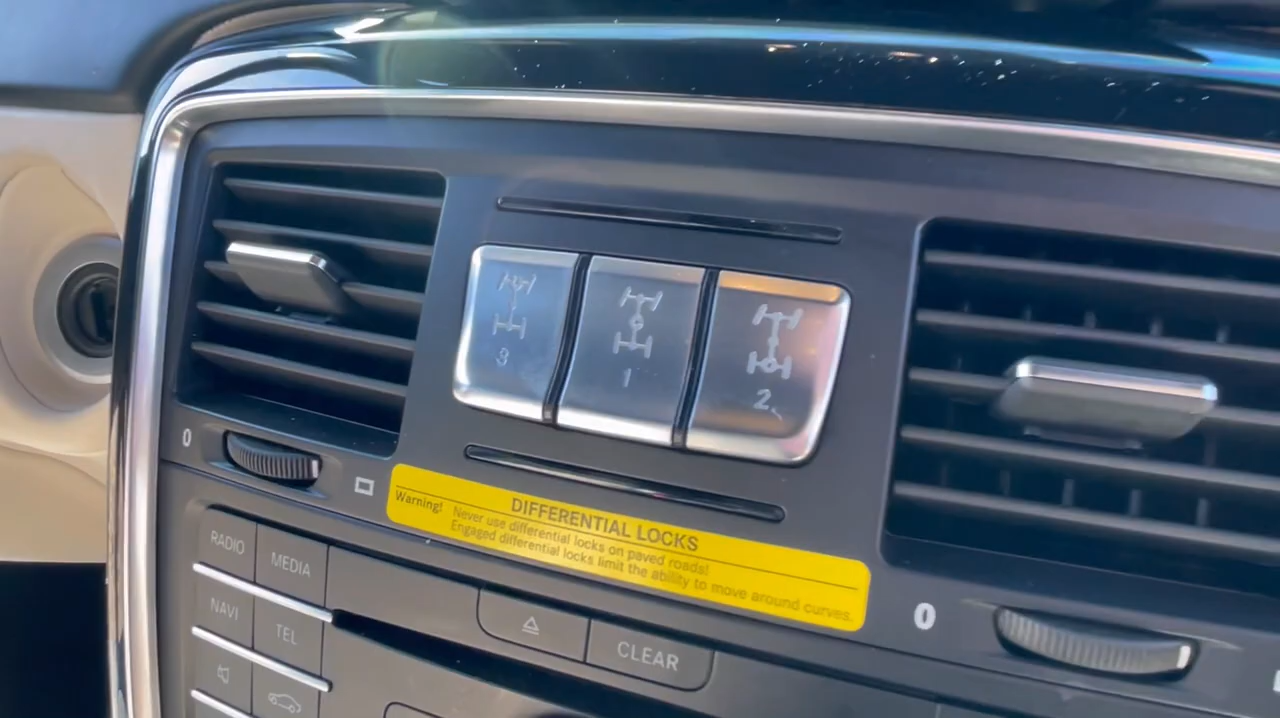 3
1
2
0
DIFFERENTIAL LOCKS
Warning! Never use differential locks on paved roads!
Engaged differential locks limit the ability to move around curves.
0
RADIO
MEDIA
NAVI
TEL
CLEAR